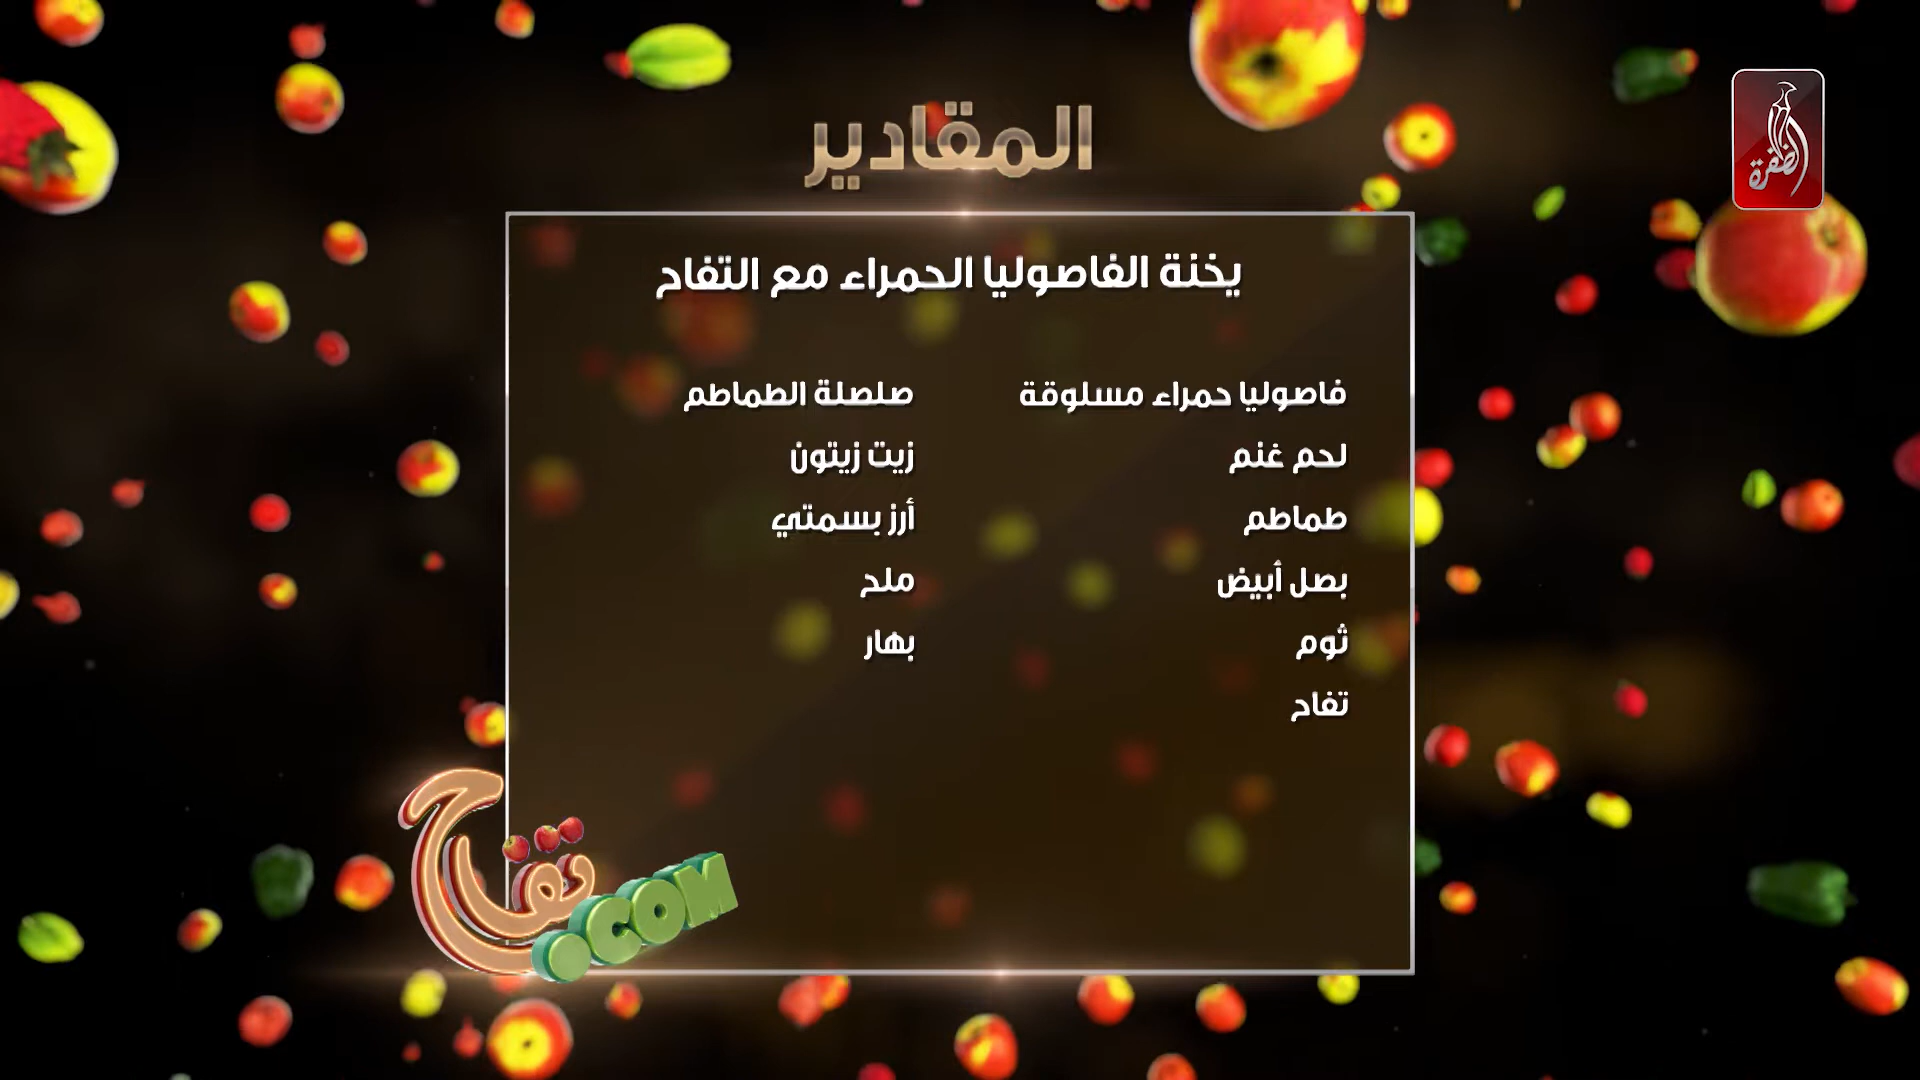 المقادير
الظفرة
يخنة الفاصوليا الحمراء مع التفاح
فاصوليا حمراء مسلوقة
لحم غنم
طماطم
بصل أبيض
ثوم
تفاح
صلصلة الطماطم
زيت زيتون
أرز بسمتي
ملح
بهار
تفاح.COM